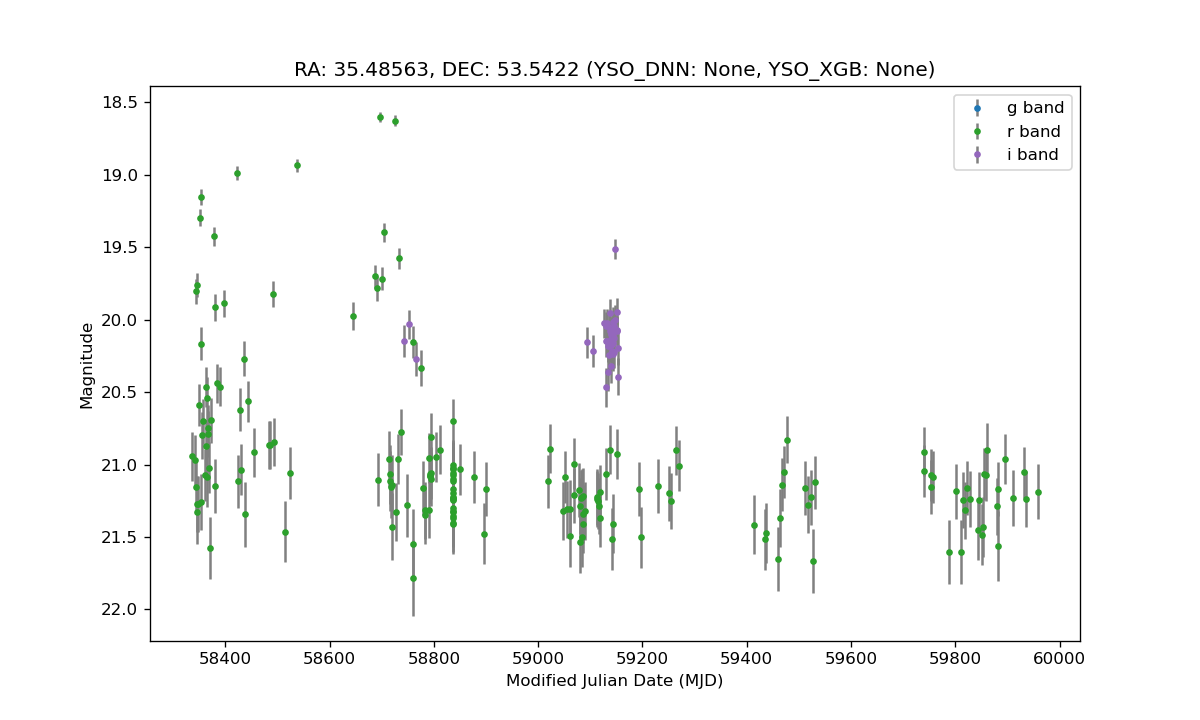 RA: 35.48563, DEC: 53.5422 (YSO_DNN: None, YSO_XGB: None)
g band
r band
i band
18.5
19.0
19.5
20.0
20.5
21.0
21.5
22.0
Magnitude
58400 58600 58800 59000 59200 59400 59600 59800 60000
Modified Julian Date (MJD)